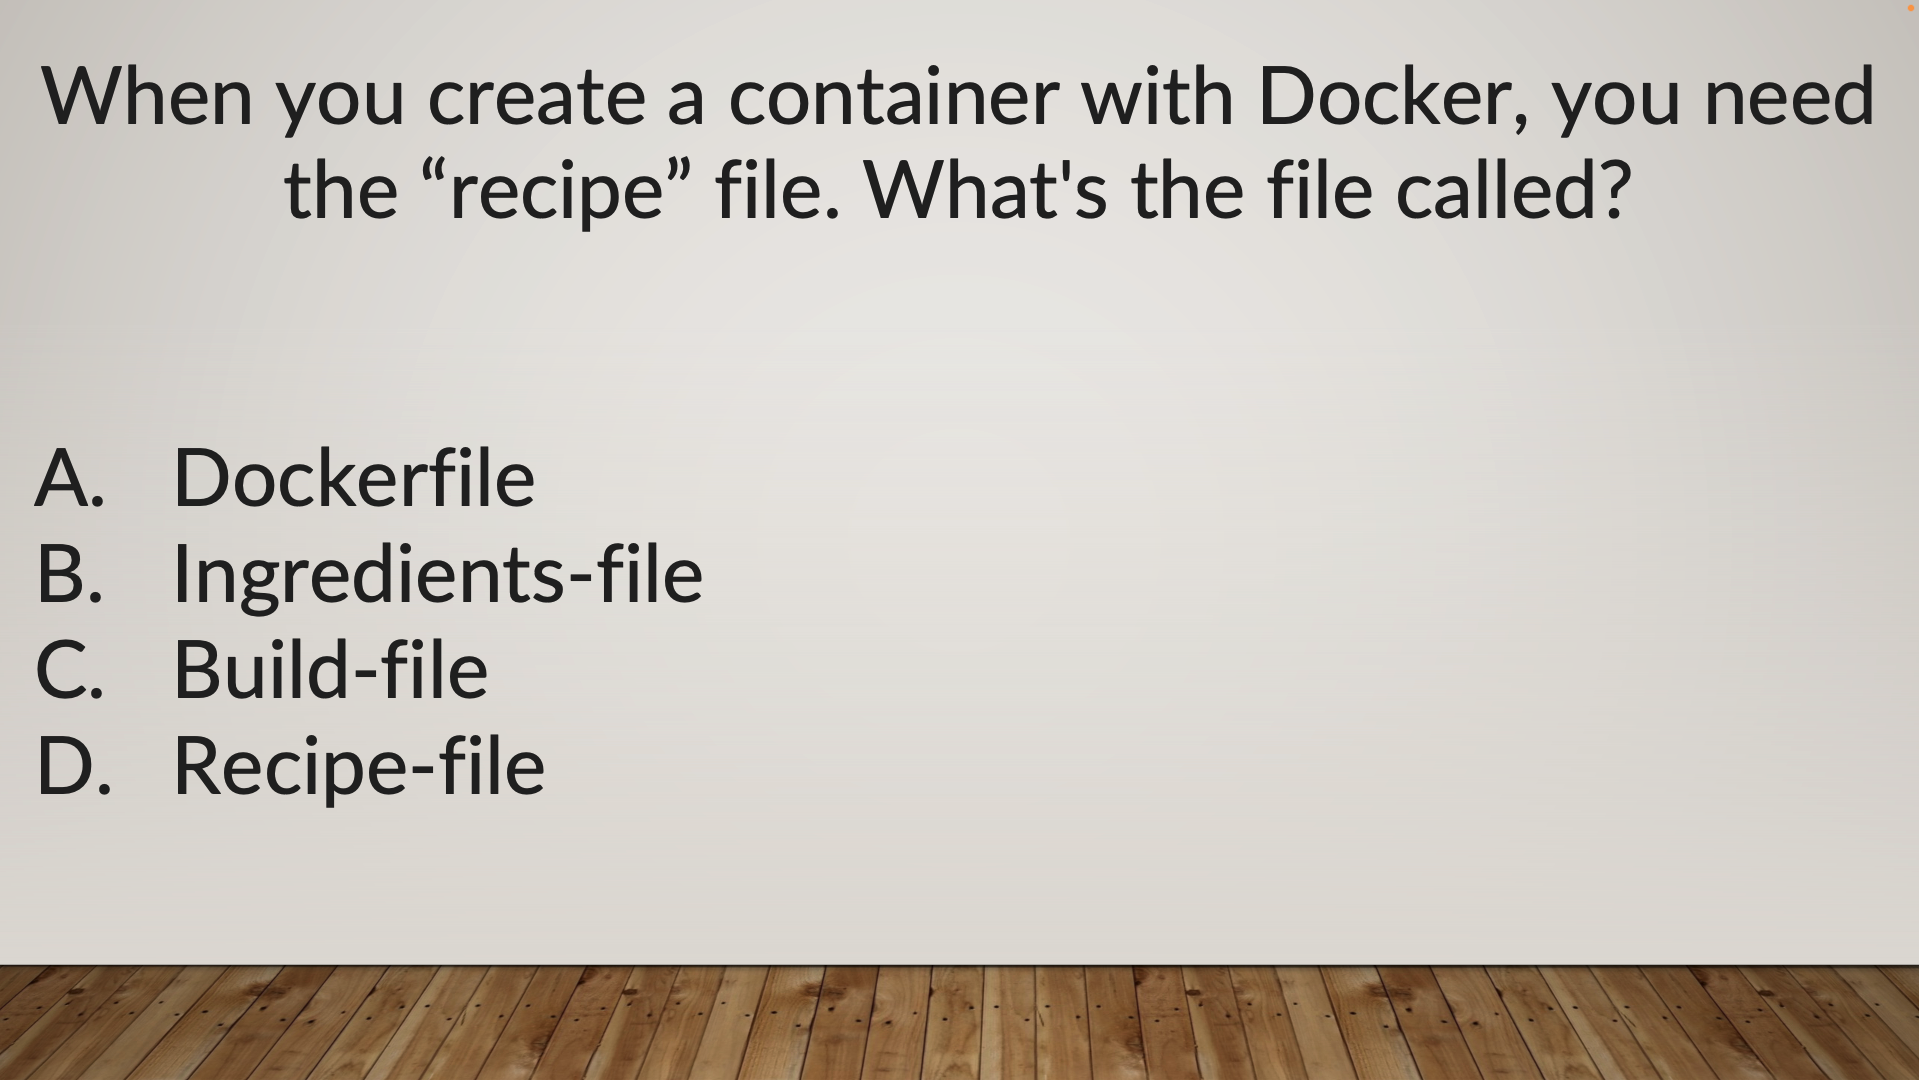 When you create a container with Docker, you need
the “recipe” file. What's the file called?
A. Dockerfile
B. Ingredients-file
C. Build-file
D. Recipe-file